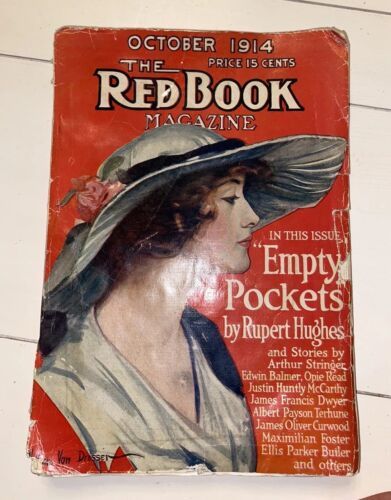 OCTOBER 1914
PRICE 15 CENTS
THE
RED BOOK
MAGAZINE
IN THIS ISSUE
"Empty
Pockets
by Rupert Hughes
and Stories by
Arthur Stringer
Edwin Balmer, Opie Read
Justin Huntly McCarthy
James Francis Dwyer
Albert Payson Terhune
James Oliver Curwood
Maximilian Foster
Ellis Parker Butler
and others
Von